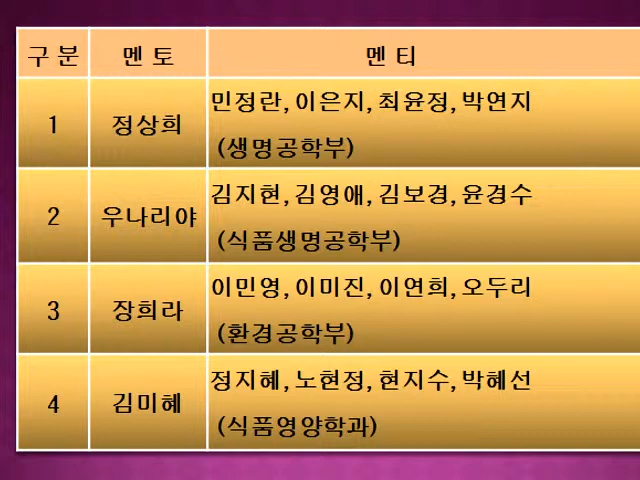 구 분 멘 토 멘 티
1 정상희 민정란, 이은지, 최윤정, 박연지
(생명공학부)
2 우나리야 김지현, 김영애, 김보경, 윤경수
(식품생명공학부)
3 장희라 이민영, 이미진, 이연희, 오두리
(환경공학부)
4 김미혜 정지혜, 노현정, 현지수, 박혜선
(식품영양학과)